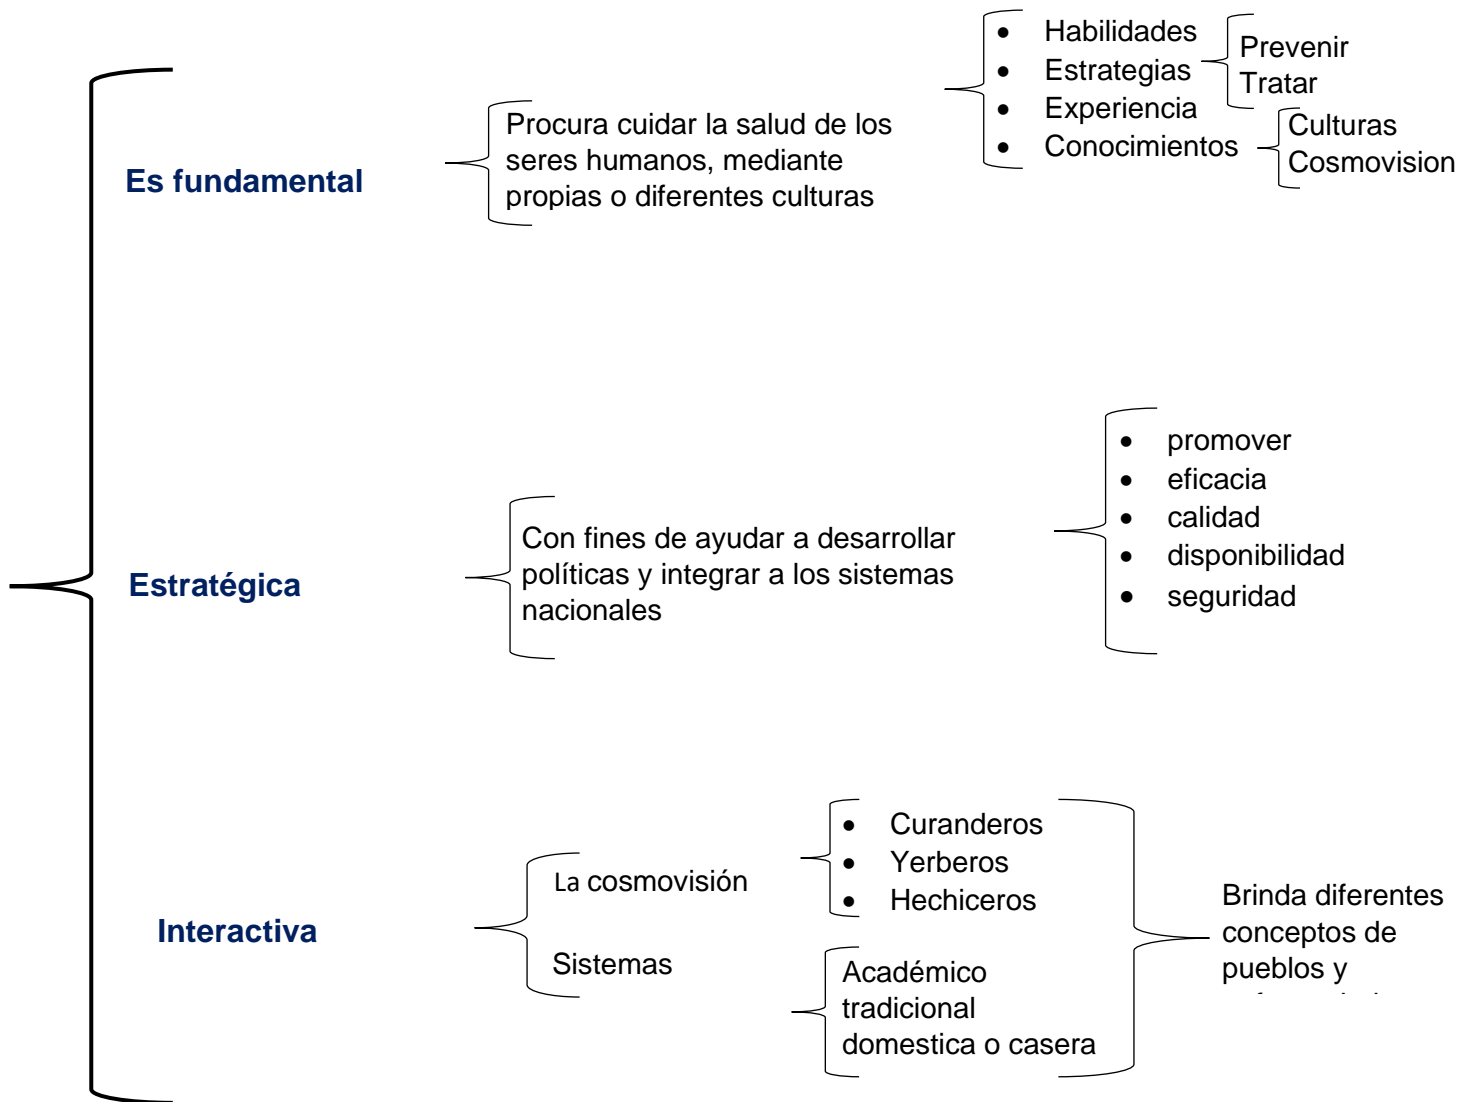 Es fundamental
Procura cuidar la salud de los
seres humanos, mediante
propias o diferentes culturas
• Habilidades
• Estrategias
• Experiencia
• Conocimientos
Prevenir
Tratar
Culturas
Cosmovision
Estratégica
Con fines de ayudar a desarrollar
políticas y integrar a los sistemas
nacionales
• promover
• eficacia
• calidad
• disponibilidad
• seguridad
Interactiva
La cosmovisión
• Curanderos
• Yerberos
• Hechiceros
Sistemas
Académico
tradicional
domestica o casera
Brinda diferentes
conceptos de
pueblos y